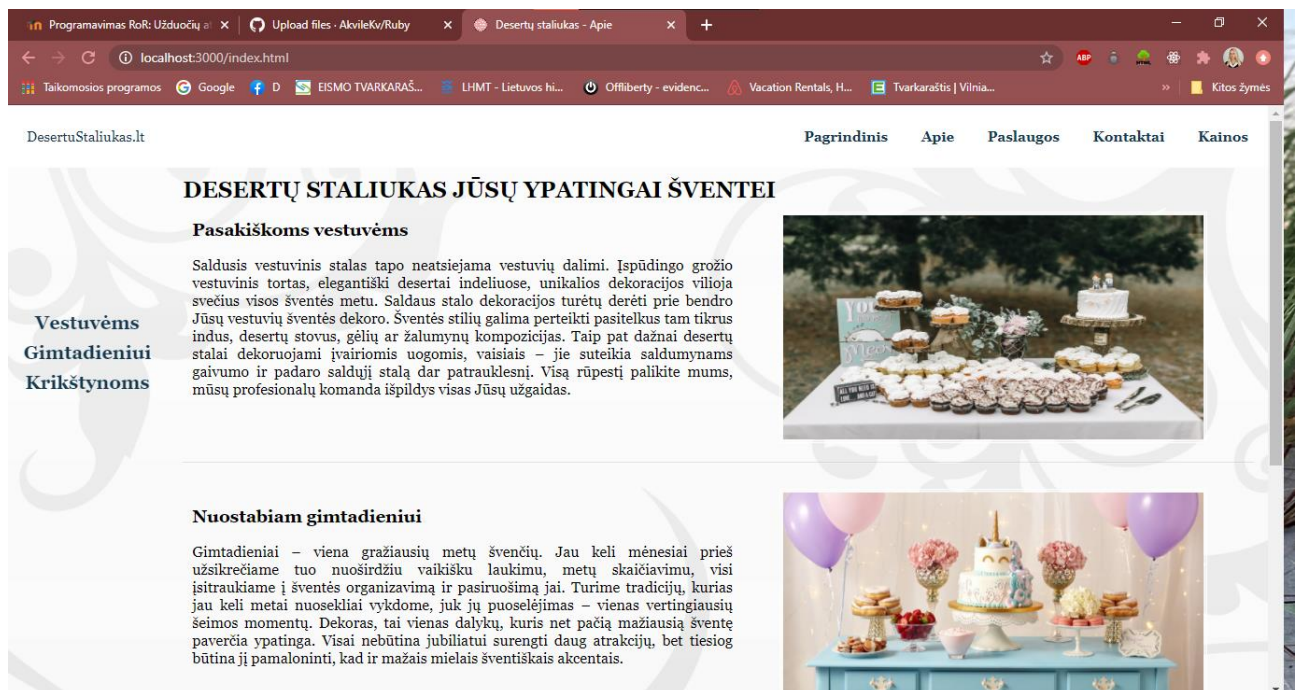 Programavimas RoR: Užduočių a
Upload files · AkvileKv/Ruby
Desertų staliukas - Apie
localhost:3000/index.html
ABP
Taikomosios programos
Google
D
EISMO TVARKARAŠ...
LHMT - Lietuvos hi...
Offliberty - evidenc...
Vacation Rentals, H...
Tvarkaraštis | Vilnia...
Kitos žymės
DesertuStaliukas.lt
Pagrindinis Apie Paslaugos Kontaktai Kainos
DESERTŲ STALIUKAS JŪSŲ YPATINGAI ŠVENTEI
Vestuvėms
Gimtadieniui
Krikštynoms
Pasakiškoms vestuvėms
Saldusis vestuvinis stalas tapo neatsiejama vestuvių dalimi. Įspūdingo grožio
vestuvinis tortas, elegantiški desertai indeliuose, unikalios dekoracijos vilioja
svečius visos šventės metu. Saldaus stalo dekoracijos turėtų derėti prie bendro
Jūsų vestuvių šventės dekoro. Šventės stilių galima perteikti pasitelkus tam tikrus
indus, desertų stovus, gėlių ar žalumynų kompozicijas. Taip pat dažnai desertų
stalai dekoruojami įvairiomis uogomis, vaisiais – jie suteikia saldumynams
gaivumo ir padaro saldųjį stalą dar patrauklesnį. Visą rūpestį palikite mums,
mūsų profesionalų komanda išpildys visas Jūsų užgaidas.
YOU
Nuostabiam gimtadieniui
Gimtadieniai – viena gražiausių metų švenčių. Jau keli mėnesiai prieš
užsikrečiame tuo nuoširdžiu vaikišku laukimu, metų skaičiavimu, visi
įsitraukiame į šventės organizavimą ir pasiruošimą jai. Turime tradicijų, kurias
jau keli metai nuosekliai vykdome, juk jų puoselėjimas – vienas vertingiausių
šeimos momentų. Dekoras, tai vienas dalykų, kuris net pačią mažiausią šventę
paverčia ypatinga. Visai nebūtina jubiliatui surengti daug atrakcijų, bet tiesiog
būtina jį pamaloninti, kad ir mažais mielais šventiškais akcentais.